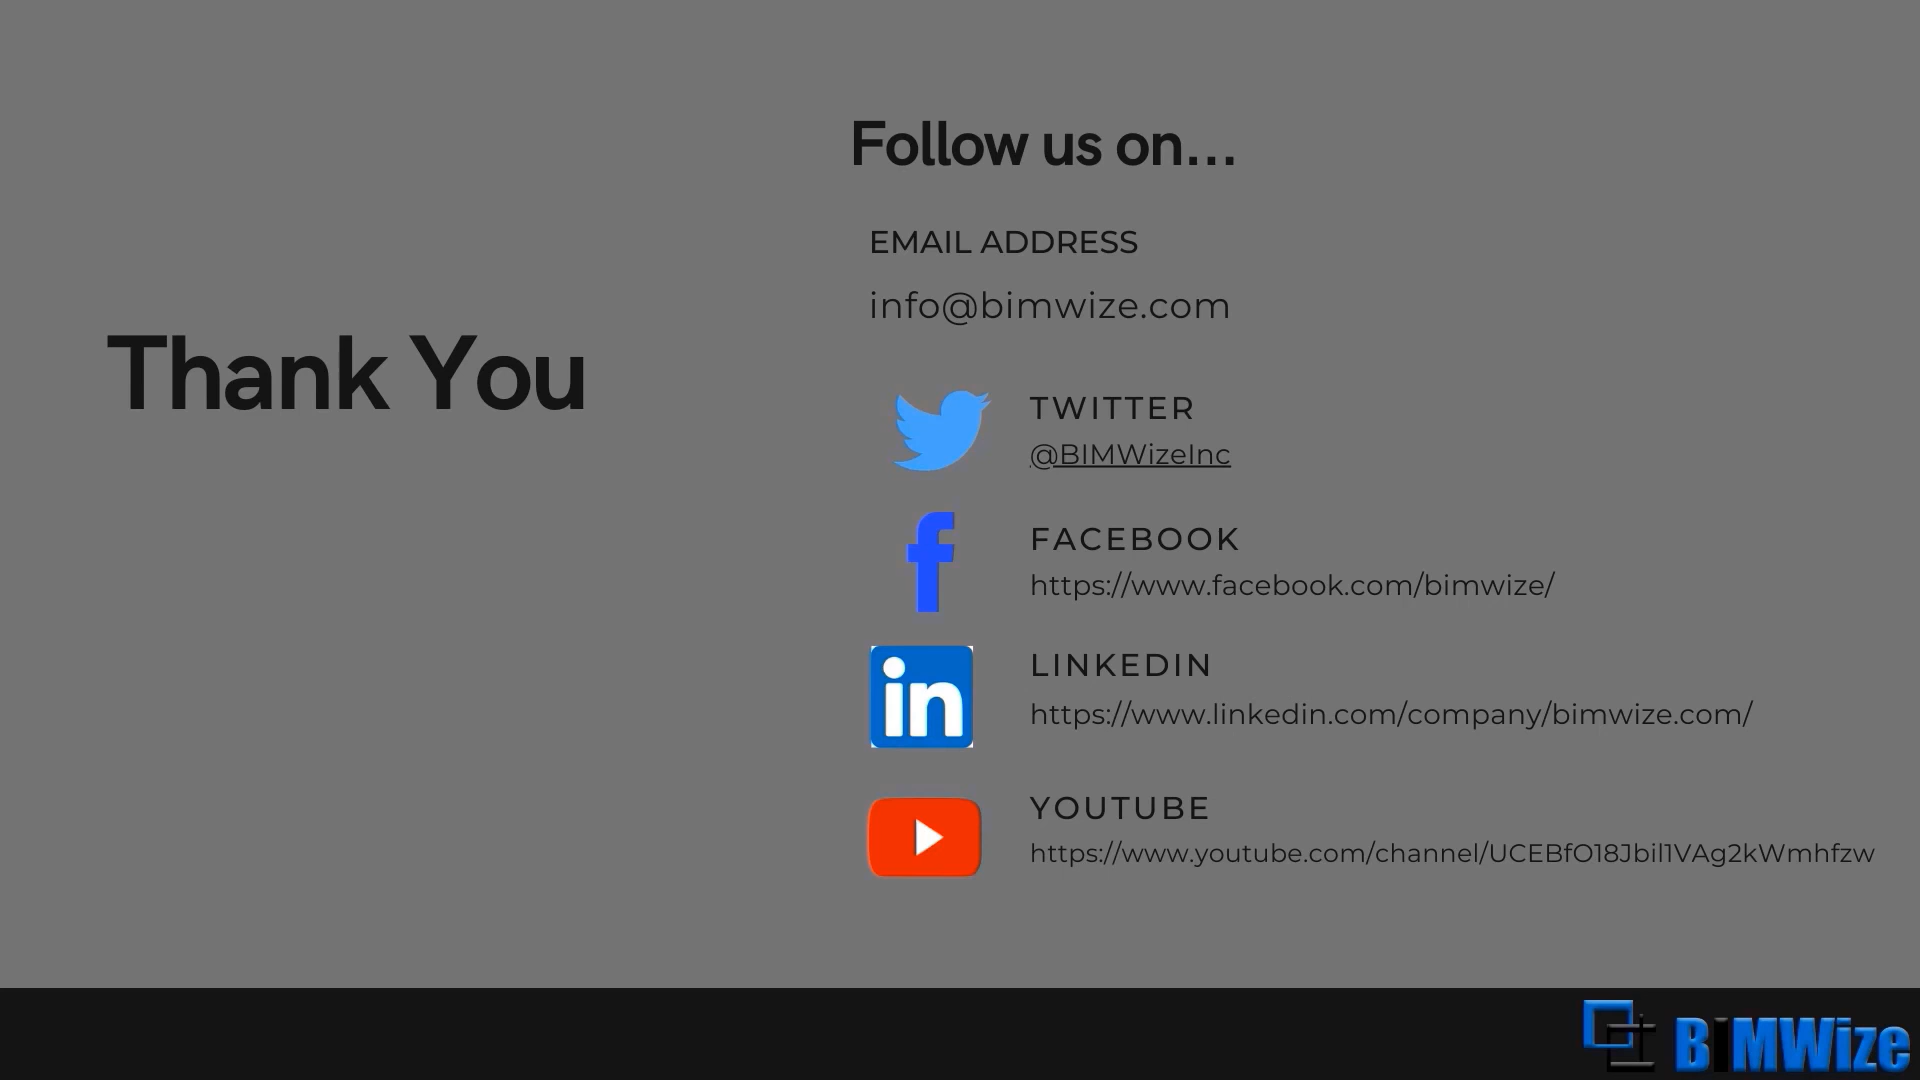 Thank You
Follow us on...
EMAIL ADDRESS
info@bimwize.com
TWITTER
@BIMWizeInc
FACEBOOK
https://www.facebook.com/bimwize/
in
LINKEDIN
https://www.linkedin.com/company/bimwize.com/
YOUTUBE
https://www.youtube.com/channel/UCEBfO18Jbil1VAg2kWmhfzw
BIMWize